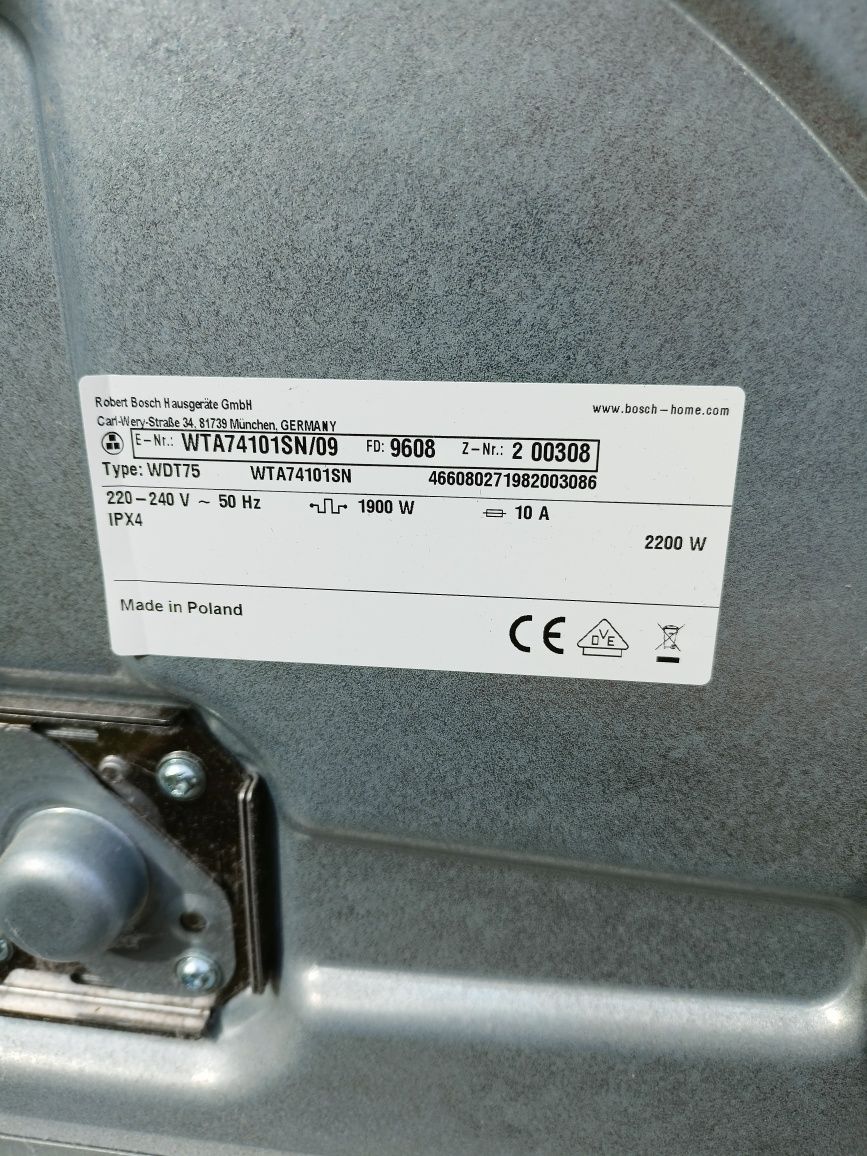 Robert Bosch Hausgeräte GmbH
www.bosch-home.com
Carl-Wery-Straße 34, 81739 München, GERMANY
E-Nr.: WTA74101SN/09 FD: 9608 Z-Nr.: 2 00308
Type: WDT75 WTA74101SN 466080271982003086
220-240 V ~ 50 Hz 1900 W 10 A
IPX4
2200 W
Made in Poland
CE DVE